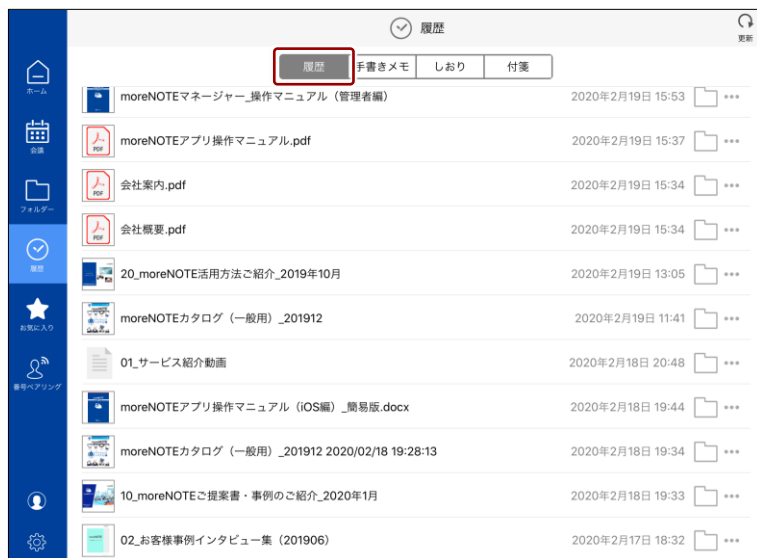 履歴
更新
履歴 手書きメモ しおり 付箋
ホーム
会議
フォルダー
履歴
お気に入り
番号ペアリング
moreNOTEマネージャー_操作マニュアル（管理者編） 2020年2月19日 15:53
PDF moreNOTEアプリ操作マニュアル.pdf 2020年2月19日 15:37
PDF 会社案内.pdf 2020年2月19日 15:34
PDF 会社概要.pdf 2020年2月19日 15:34
20_moreNOTE活用方法ご紹介_2019年10月 2020年2月19日 13:05
moreNOTEカタログ（一般用）_201912 2020年2月19日 11:41
01_サービス紹介動画 2020年2月18日 20:48
moreNOTEアプリ操作マニュアル（iOS編）_簡易版.docx 2020年2月18日 19:44
moreNOTEカタログ（一般用）_201912 2020/02/18 19:28:13 2020年2月18日 19:34
10_moreNOTEご提案書・事例のご紹介_2020年1月 2020年2月18日 19:33
02_お客様事例インタビュー集（201906） 2020年2月17日 18:32